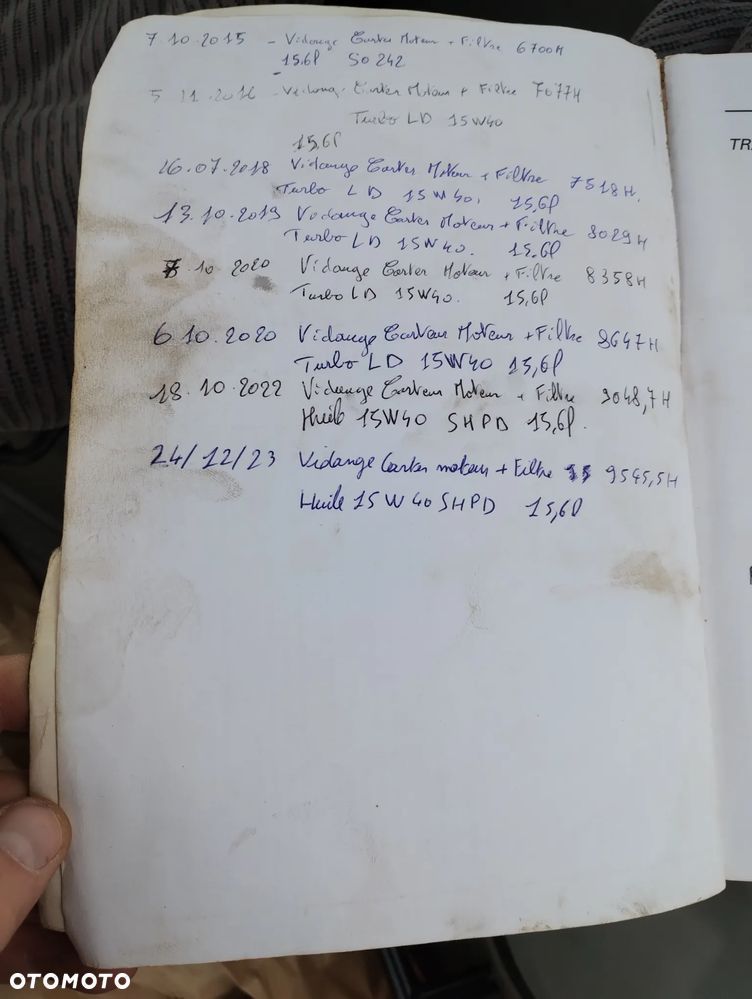 7.10.2015 - Vidange Carter Moteur + Filtre 6700H
15,6l SO 242
5 11.2016 - Vidange Carter Moteur + Filtre 7077H
Turbo LD 15W40
15,6l
TR
16.07.2018 Vidange Carter Moteur + Filtre 7518H.
Turbo LD 15W40. 15,6l
13.10.2019 Vidange Carter Moteur + Filtre 8029H
Turbo LD 15W40. 15.6l
10 2020 Vidange Carter Moteur + Filtre 8358H
Turbo LD 15W40. 15,6l
6 10.2020 Vidange Carteur Moteur + Filtre 8647H
Turbo LD 15W40 15,6l
18.10.2022 Vidange Carteur Moteur + Filtre 9048,7H
Huile 15W40 SHPD 15,6l.
24/12/23 Vidange Carter moteur + Filtre 9545,5H
Huile 15W40 SHPD 15,6l
OTOMOTO